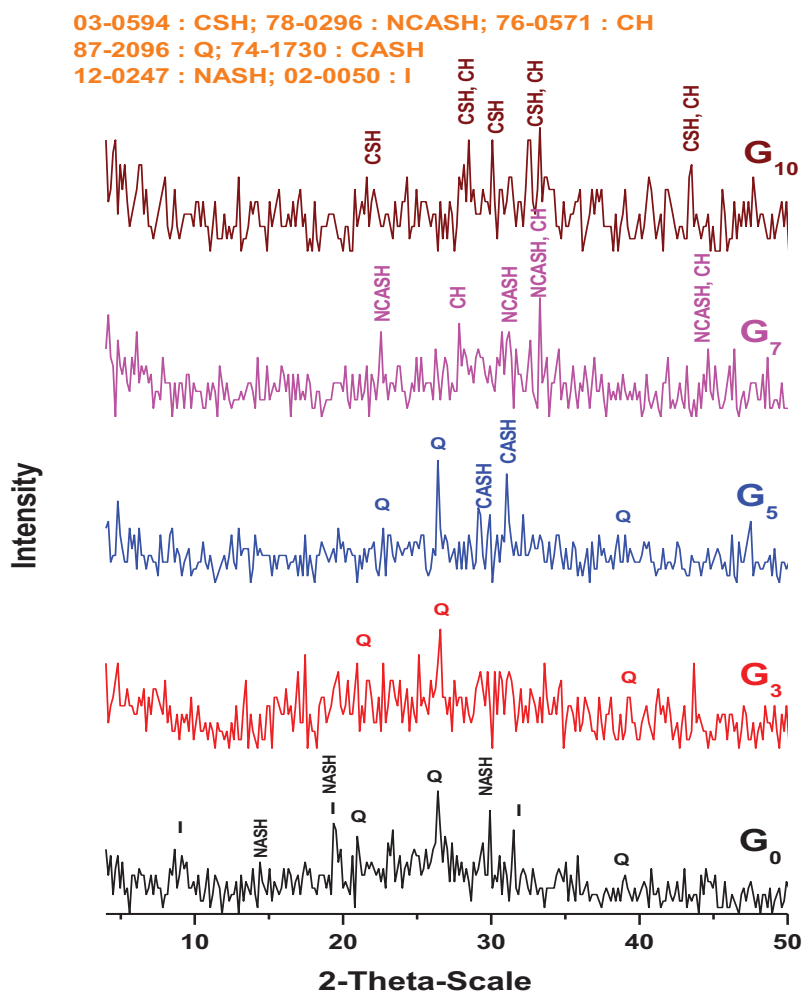 03-0594 : CSH; 78-0296 : NCASH; 76-0571 : CH
87-2096 : Q; 74-1730 : CASH
12-0247 : NASH; 02-0050 : I
CSH
CSH, CH
CSH
CSH, CH
CSH, CH
G10
NCASH
CH
NCASH
NCASH, CH
NCASH, CH
G7
Q
Q
CASH
CASH
Q
G5
Q
Q
Q
G3
I
NASH
NASH
I
Q
Q
NASH
I
Q
G0
Intensity
10
20
30
40
50
2-Theta-Scale